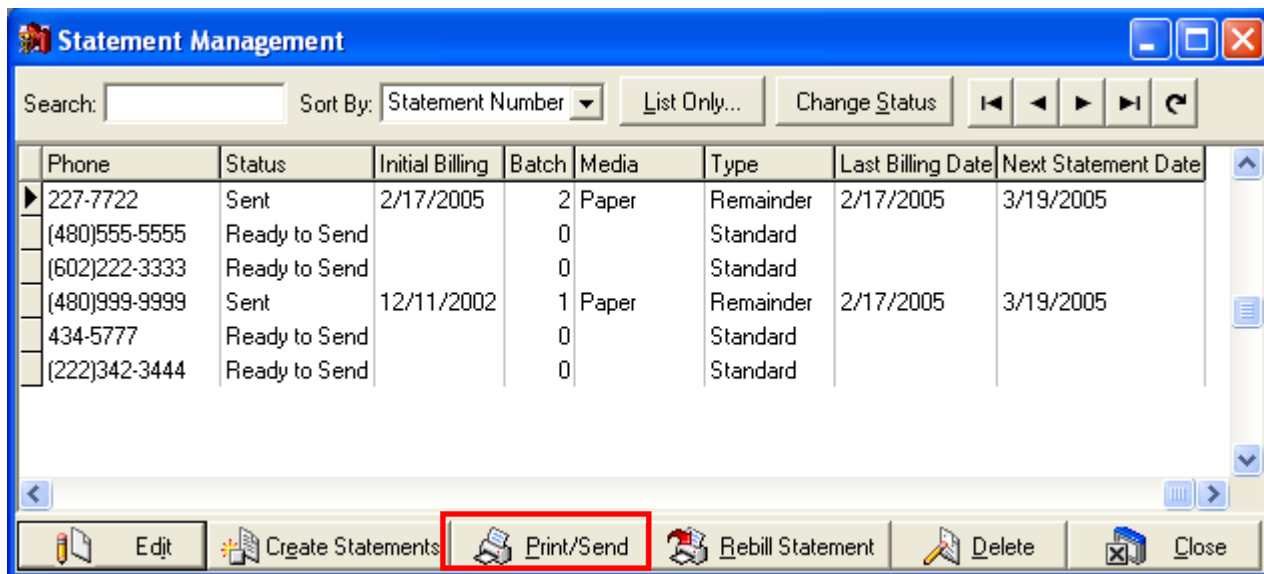 Statement Management
Search: Sort By: Statement Number List Only... Change Status
Phone Status Initial Billing Batch Media Type Last Billing Date Next Statement Date
227-7722 Sent 2/17/2005 2 Paper Remainder 2/17/2005 3/19/2005
(480)555-5555 Ready to Send 0 Standard
(602)222-3333 Ready to Send 0 Standard
(480)999-9999 Sent 12/11/2002 1 Paper Remainder 2/17/2005 3/19/2005
434-5777 Ready to Send 0 Standard
(222)342-3444 Ready to Send 0 Standard
Edit Create Statements Print/Send Rebill Statement Delete Close